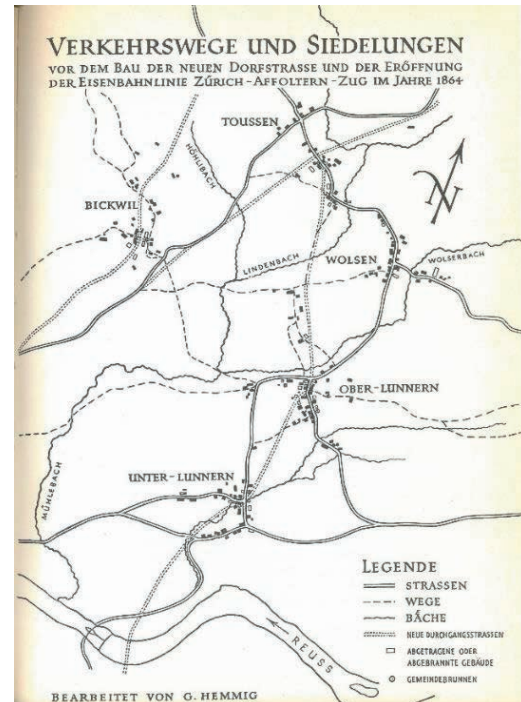 VERKEHRSWEGE UND SIEDELUNGEN
VOR DEM BAU DER NEUEN DORFSTRASSE UND DER ERÖFFNUNG
DER EISENBAHNLINIE ZÜRICH-AFFOLTERN-ZUG IM JAHRE 1864
TOUSSEN
HÖHLIBACH
N
BICKWIL
LINDENBACH
WOLSEN
WOLSERBACH
OBER-LUNNERN
UNTER-LUNNERN
MÜHLEBACH
REUSS
LEGENDE
STRASSEN
WEGE
BÄCHE
NEUE DURCHGANGSSTRASSEN
ABGETRAGENE ODER
ABGEBRANNTE GEBÄUDE
GEMEINDEBRUNNEN
BEARBEITET VON G. HEMMIG